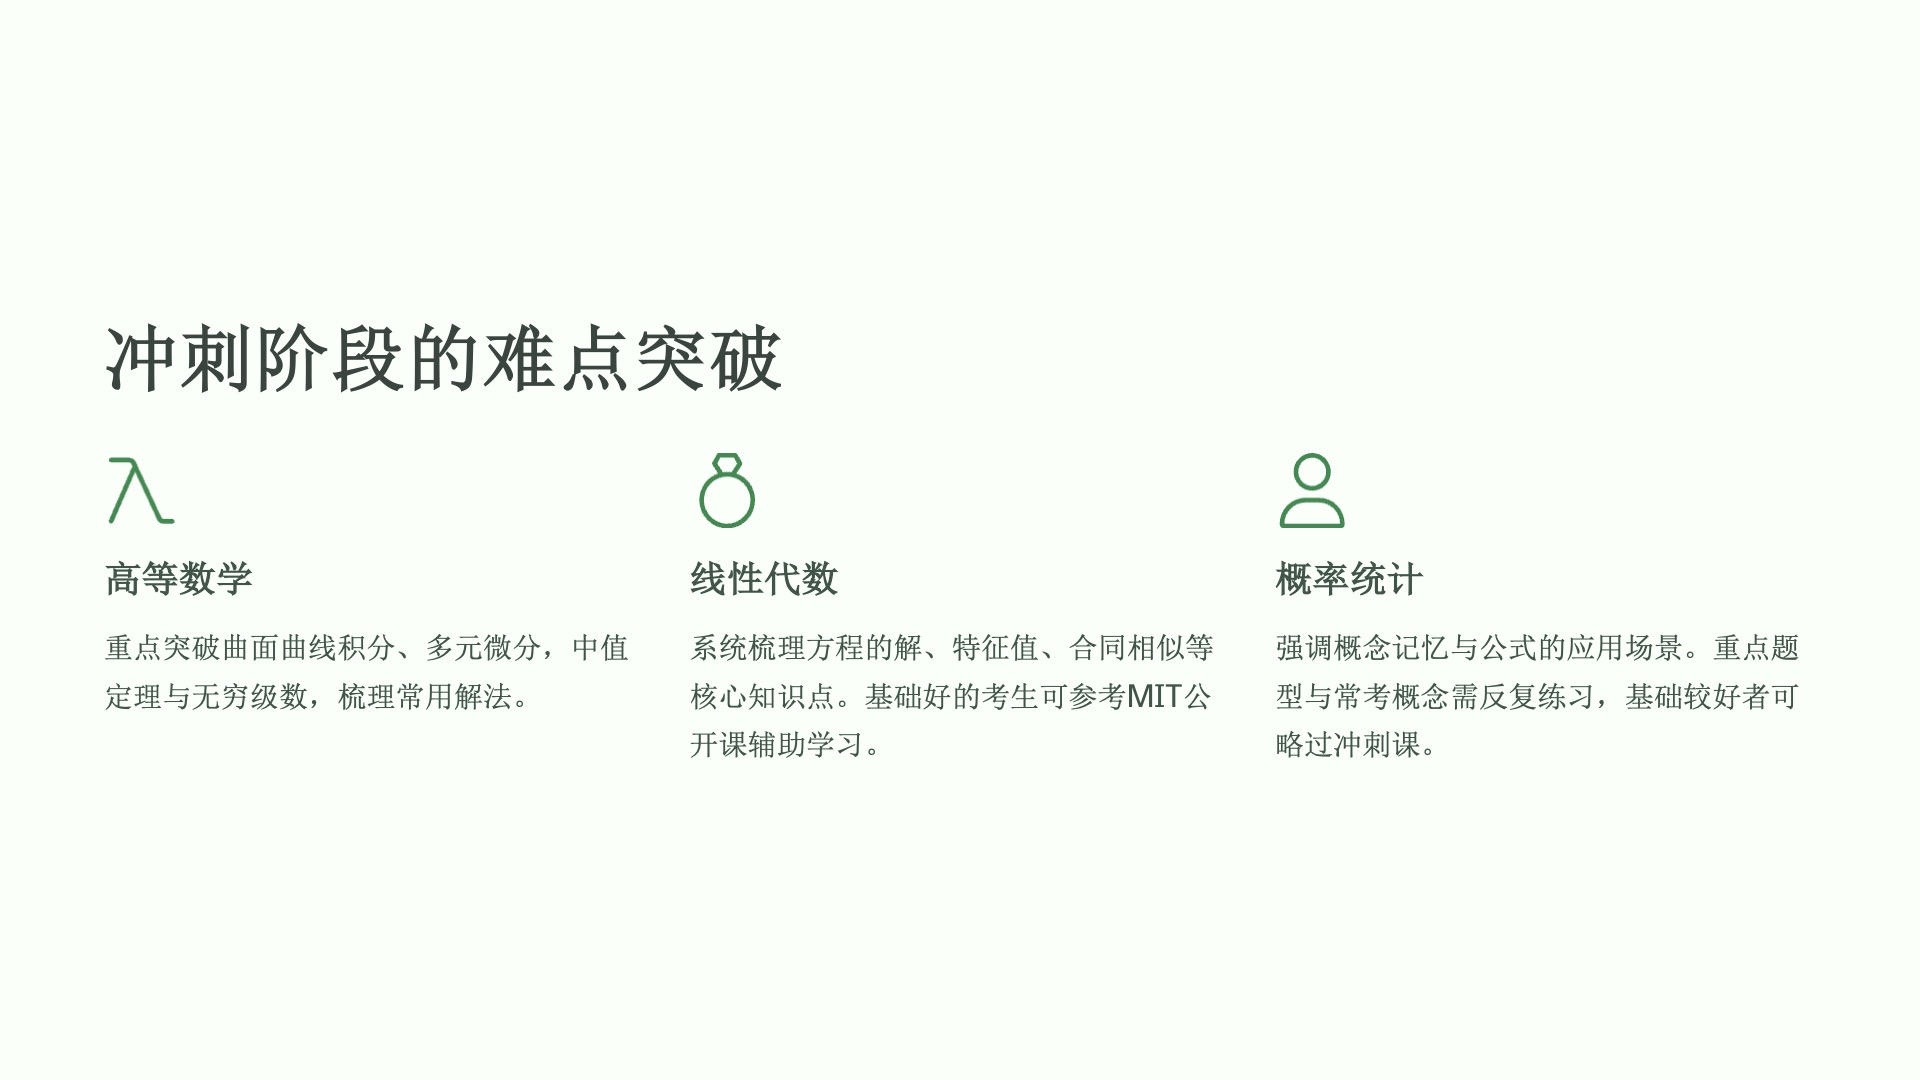 冲刺阶段的难点突破
高等数学
重点突破曲面曲线积分、多元微分，中值
定理与无穷级数，梳理常用解法。
线性代数
系统梳理方程的解、特征值、合同相似等
核心知识点。基础好的考生可参考MIT公
开课辅助学习。
概率统计
强调概念记忆与公式的应用场景。重点题
型与常考概念需反复练习，基础较好者可
略过冲刺课。